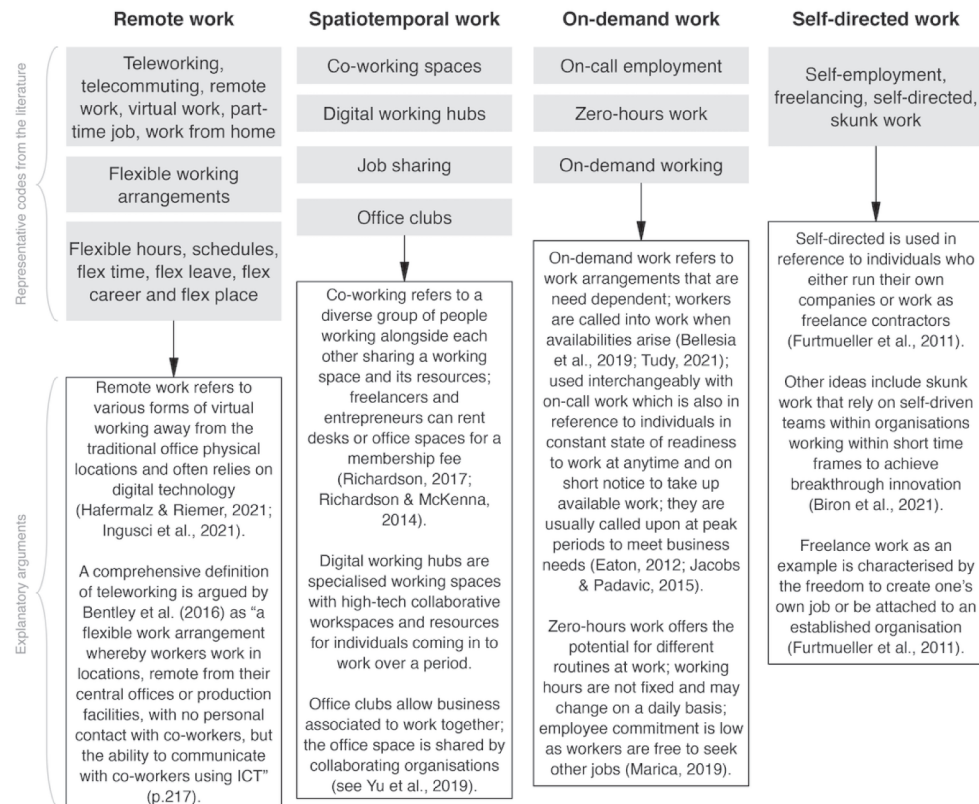 Remote work
Spatiotemporal work
On-demand work
Self-directed work
Representative codes from the literature
Teleworking,
telecommuting, remote
work, virtual work, part-
time job, work from home
Flexible working
arrangements
Flexible hours, schedules,
flex time, flex leave, flex
career and flex place
Co-working spaces
Digital working hubs
Job sharing
Office clubs
On-call employment
Zero-hours work
On-demand working
Self-employment,
freelancing, self-directed,
skunk work
Explanatory arguments
Remote work refers to
various forms of virtual
working away from the
traditional office physical
locations and often relies on
digital technology
(Hafermalz & Riemer, 2021;
Ingusci et al., 2021).
A comprehensive definition
of teleworking is argued by
Bentley et al. (2016) as “a
flexible work arrangement
whereby workers work in
locations, remote from their
central offices or production
facilities, with no personal
contact with co-workers, but
the ability to communicate
with co-workers using ICT”
(p.217).
Co-working refers to a
diverse group of people
working alongside each
other sharing a working
space and its resources;
freelancers and
entrepreneurs can rent
desks or office spaces for a
membership fee
(Richardson, 2017;
Richardson & McKenna,
2014).
Digital working hubs are
specialised working spaces
with high-tech collaborative
workspaces and resources
for individuals coming in to
work over a period.
Office clubs allow business
associated to work together;
the office space is shared by
collaborating organisations
(see Yu et al., 2019).
On-demand work refers to
work arrangements that are
need dependent; workers
are called into work when
availabilities arise (Bellesia
et al., 2019; Tudy, 2021);
used interchangeably with
on-call work which is also in
reference to individuals in
constant state of readiness
to work at anytime and on
short notice to take up
available work; they are
usually called upon at peak
periods to meet business
needs (Eaton, 2012; Jacobs
& Padavic, 2015).
Zero-hours work offers the
potential for different
routines at work; working
hours are not fixed and may
change on a daily basis;
employee commitment is low
as workers are free to seek
other jobs (Marica, 2019).
Self-directed is used in
reference to individuals who
either run their own
companies or work as
freelance contractors
(Furtmueller et al., 2011).
Other ideas include skunk
work that rely on self-driven
teams within organisations
working within short time
frames to achieve
breakthrough innovation
(Biron et al., 2021).
Freelance work as an
example is characterised by
the freedom to create one’s
own job or be attached to an
established organisation
(Furtmueller et al., 2011).